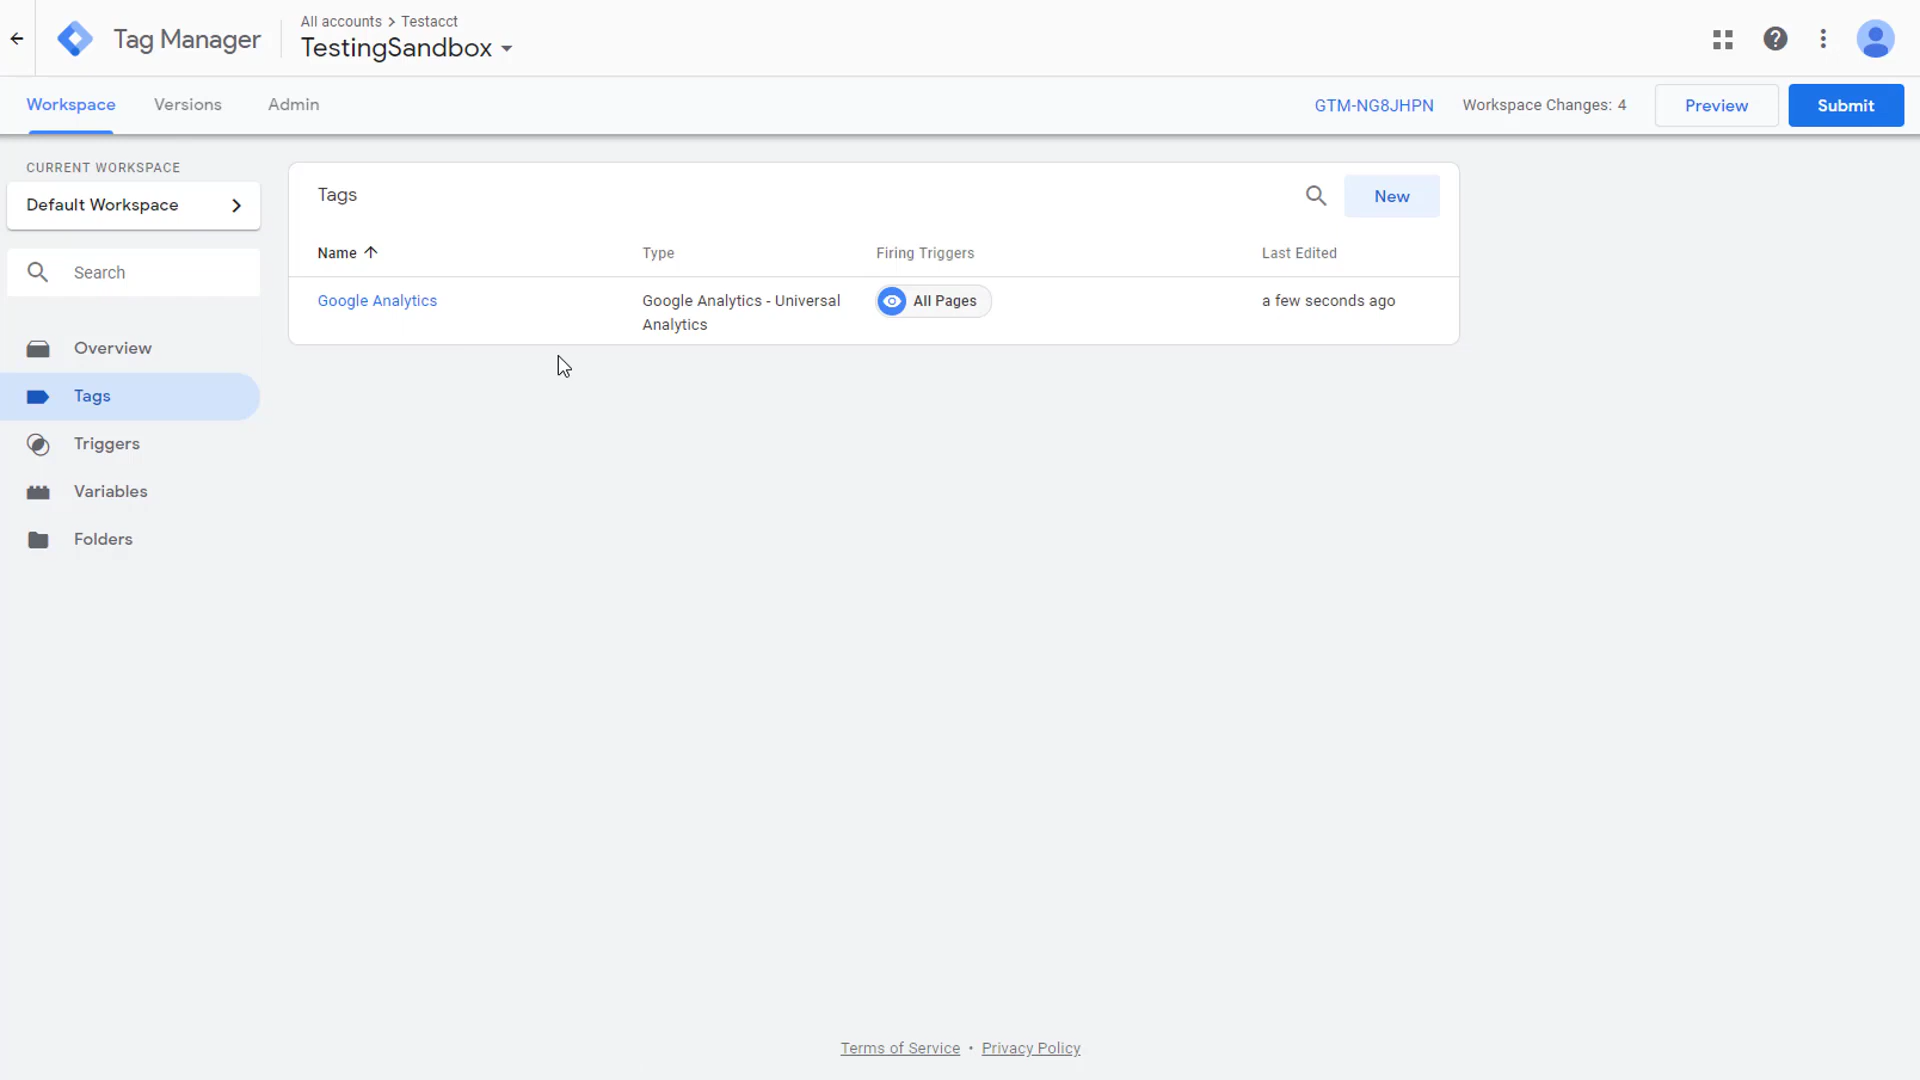 All accounts > Testacct
Tag Manager
TestingSandbox
Workspace
Versions
Admin
GTM-NG8JHPN
Workspace Changes: 4
Preview
Submit
CURRENT WORKSPACE
Default Workspace
Search
Overview
Tags
Triggers
Variables
Folders
Tags
New
Name
Type
Firing Triggers
Last Edited
Google Analytics
Google Analytics - Universal
Analytics
All Pages
a few seconds ago
Terms of Service • Privacy Policy